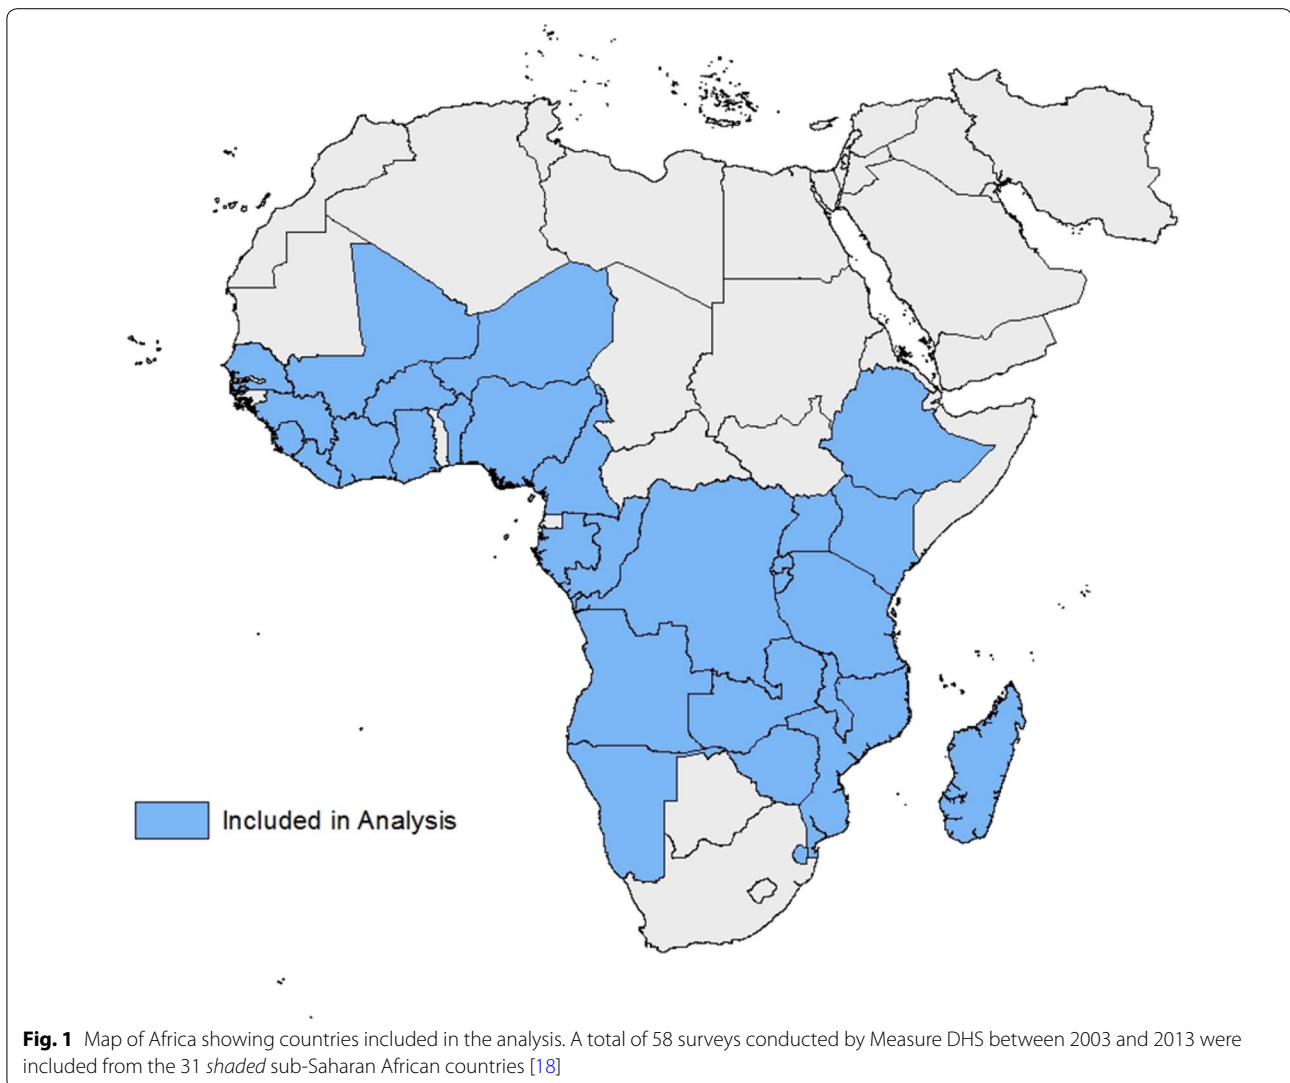 Included in Analysis
Fig. 1 Map of Africa showing countries included in the analysis. A total of 58 surveys conducted by Measure DHS between 2003 and 2013 were
included from the 31 shaded sub-Saharan African countries [18]